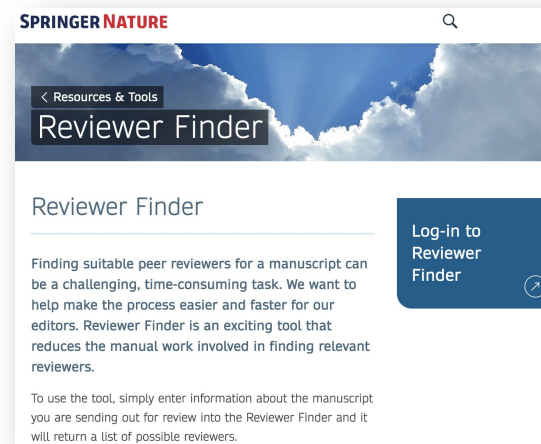 SPRINGER NATURE
< Resources & Tools
Reviewer Finder
Reviewer Finder
Finding suitable peer reviewers for a manuscript can
be a challenging, time-consuming task. We want to
help make the process easier and faster for our
editors. Reviewer Finder is an exciting tool that
reduces the manual work involved in finding relevant
reviewers.
To use the tool, simply enter information about the manuscript
you are sending out for review into the Reviewer Finder and it
will return a list of possible reviewers.
Log-in to
Reviewer
Finder